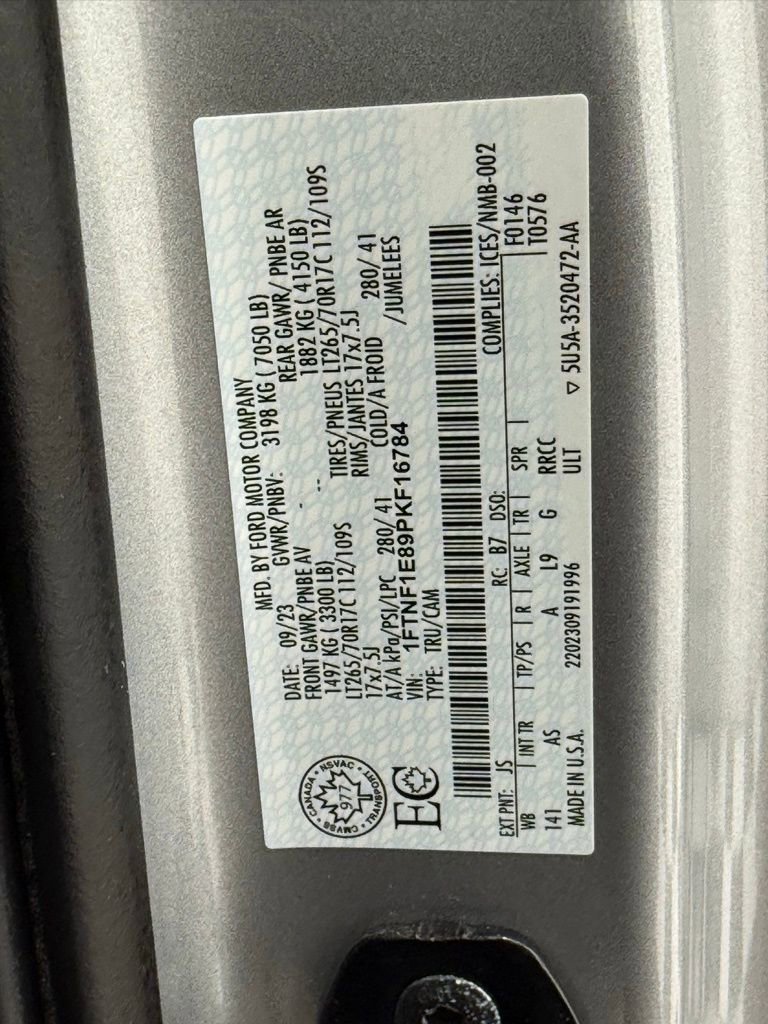 MFD. BY FORD MOTOR COMPANY
DATE: 09/23 GVWR/PNBV: 3198 KG ( 7050 LB)
FRONT GAWR/PNBE AV - REAR GAWR/ PNBE AR
1497 KG (3300 LB) -- 1882 KG ( 4150 LB)
LT265/70R17C 112/109S TIRES/PNEUS LT265/70R17C 112/109S
17x7.5J RIMS/JANTES 17x7.5J
AT/A kPa/PSI/LPC 280/ 41 COLD/A FROID 280/ 41
VIN: 1FTNF1E89PKF16784 /JUMELEES
TYPE: TRU/CAM
CMVSS • CANADA • NSVAC • TRANSPORT •
977
EC
COMPLIES: ICES/NMB-002
EXT PNT: JS RC: B7 DSO: F0146
WB | INT TR | TP/PS | R | AXLE | TR | SPR | T0576
141 AS A L9 G RRCC
MADE IN U.S.A. 2202309191996 ULT ▽ 5U5A-3520472-AA